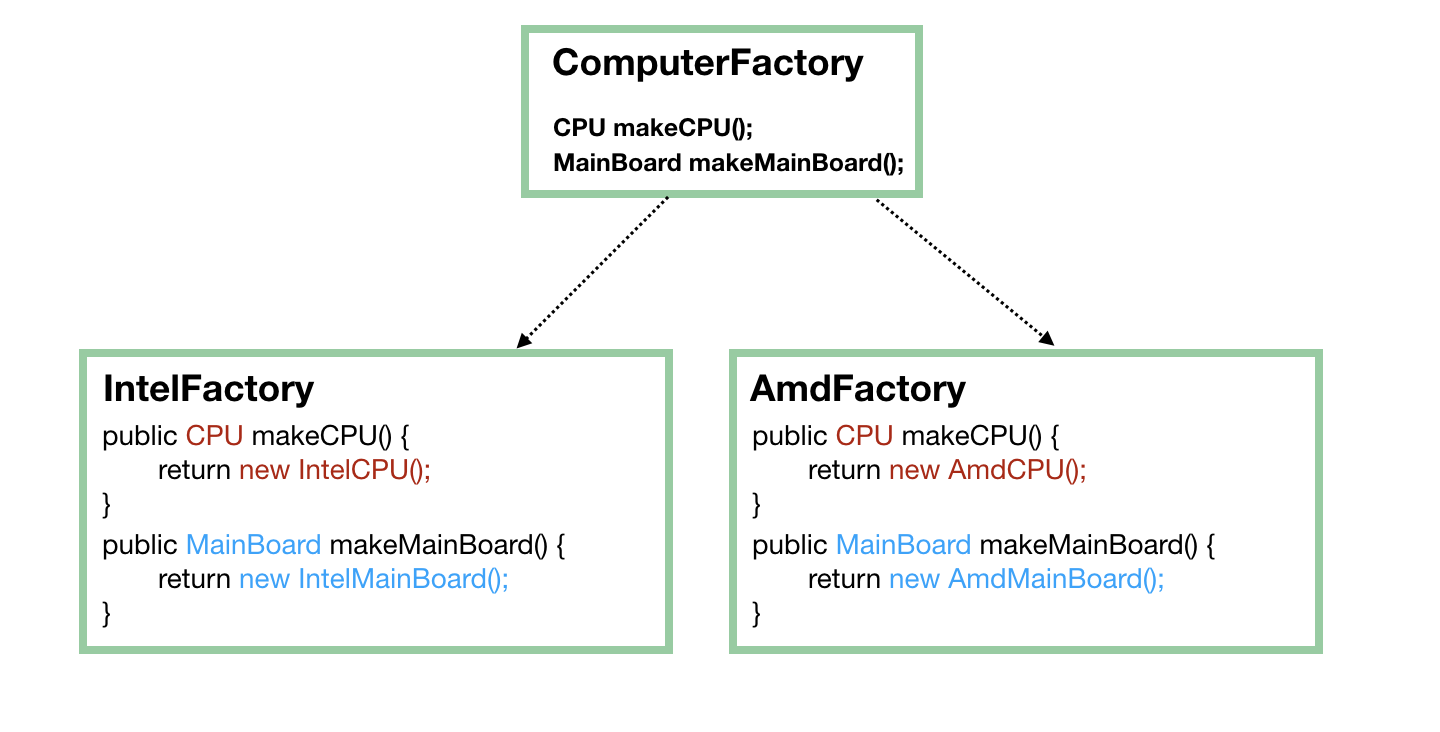 ComputerFactory
CPU makeCPU();
MainBoard makeMainBoard();
IntelFactory
public CPU makeCPU() {
return new IntelCPU();
}
public MainBoard makeMainBoard() {
return new IntelMainBoard();
}
AmdFactory
public CPU makeCPU() {
return new AmdCPU();
}
public MainBoard makeMainBoard() {
return new AmdMainBoard();
}